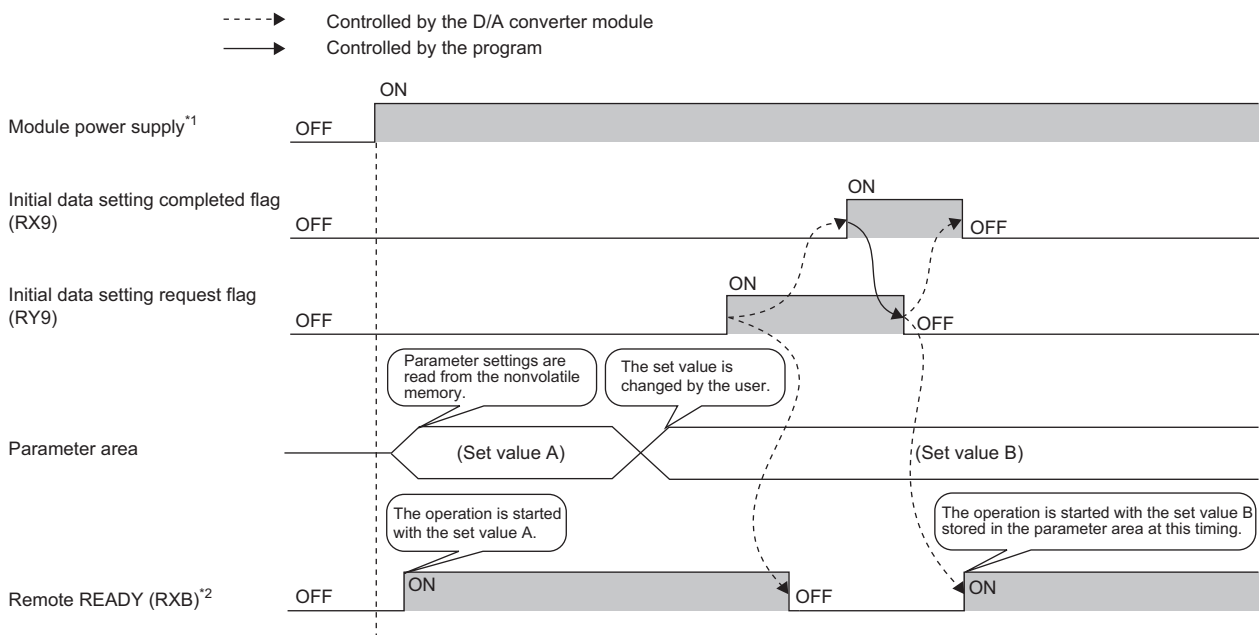 Controlled by the D/A converter module
Controlled by the program
ON
Module power supply*1
OFF
ON
Initial data setting completed flag
(RX9)
OFF
OFF
ON
Initial data setting request flag
(RY9)
OFF
OFF
Parameter settings are
read from the nonvolatile
memory.
The set value is
changed by the user.
Parameter area
(Set value A)
(Set value B)
The operation is started
with the set value A.
The operation is started with the set value B
stored in the parameter area at this timing.
Remote READY (RXB)*2
OFF
ON
OFF
ON